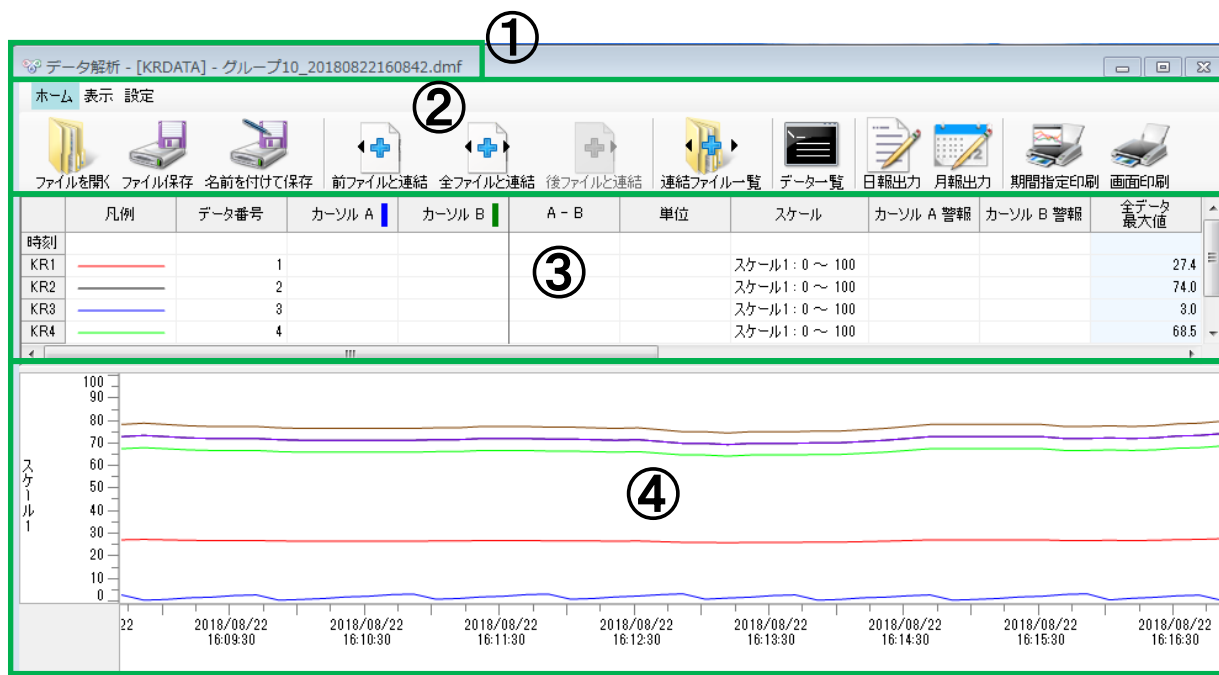 ①
データ解析 - [KRDATA] - グループ10_20180822160842.dmf
ホーム 表示 設定
②
ファイルを開く ファイル保存 名前を付けて保存 前ファイルと連結 全ファイルと連結 後ファイルと連結 連結ファイル一覧 データ一覧 日報出力 月報出力 期間指定印刷 画面印刷
凡例 データ番号 カーソル A カーソル B A - B 単位 スケール カーソル A 警報 カーソル B 警報 全データ
最大値
時刻
③
KR1 1 スケール1 : 0 ～ 100 27.4
KR2 2 スケール1 : 0 ～ 100 74.0
KR3 3 スケール1 : 0 ～ 100 3.0
KR4 4 スケール1 : 0 ～ 100 68.5
スケール1
100
90
80
70
60
50
40
30
20
10
0
④
22 2018/08/22 2018/08/22 2018/08/22 2018/08/22 2018/08/22 2018/08/22 2018/08/22 2018/08/22
16:09:30 16:10:30 16:11:30 16:12:30 16:13:30 16:14:30 16:15:30 16:16:30